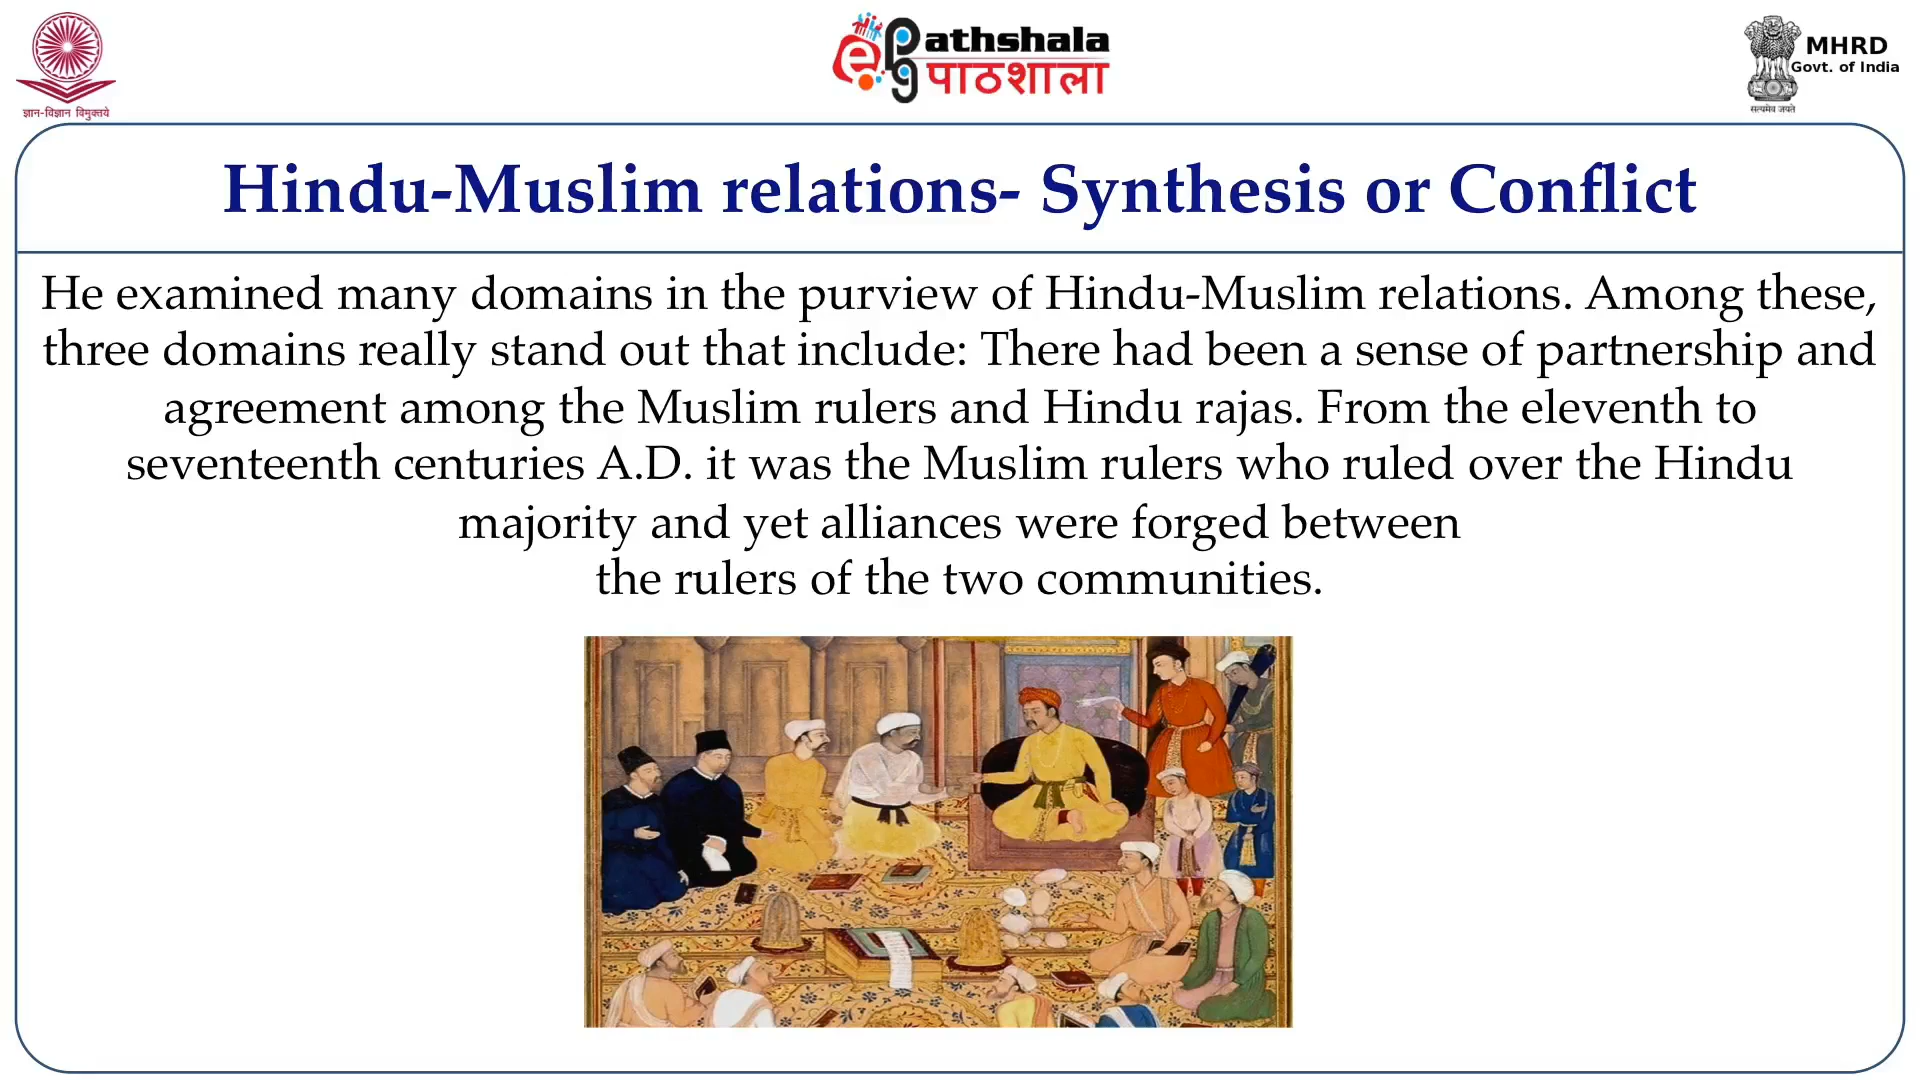 ज्ञान-विज्ञान विमुक्तये
ePG Pathshala
पाठशाला
MHRD
Govt. of India
सत्यमेव जयते
Hindu-Muslim relations- Synthesis or Conflict
He examined many domains in the purview of Hindu-Muslim relations. Among these,
three domains really stand out that include: There had been a sense of partnership and
agreement among the Muslim rulers and Hindu rajas. From the eleventh to
seventeenth centuries A.D. it was the Muslim rulers who ruled over the Hindu
majority and yet alliances were forged between
the rulers of the two communities.